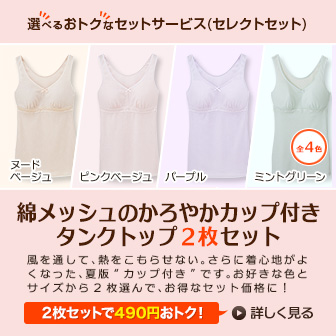 選べるおトクなセットサービス(セレクトセット)
全4色
ヌード
ベージュ
ピンクベージュ
パープル
ミントグリーン
綿メッシュのかろやかカップ付き
タンクトップ2枚セット
風を通して、熱をこもらせない。さらに着心地がよ
くなった、夏版“カップ付き”です。お好きな色と
サイズから2枚選んで、お得なセット価格に!
2枚セットで490円おトク!
詳しく見る